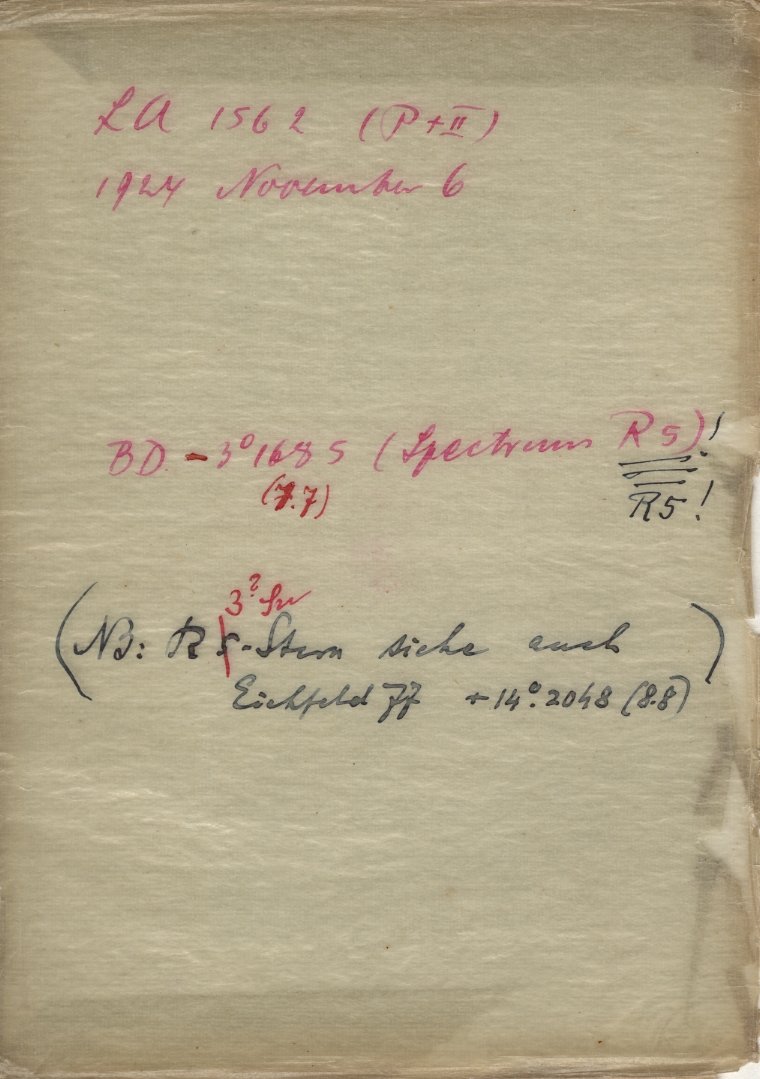 LA 1562 (P+II)
1924 November 6
BD -3°1685 (Spectrum R5)!
(7.7)
R5!
3?
(NB: R5-Stern siehe auch)
Eichfeld 77 +14°.2048 (8.8)